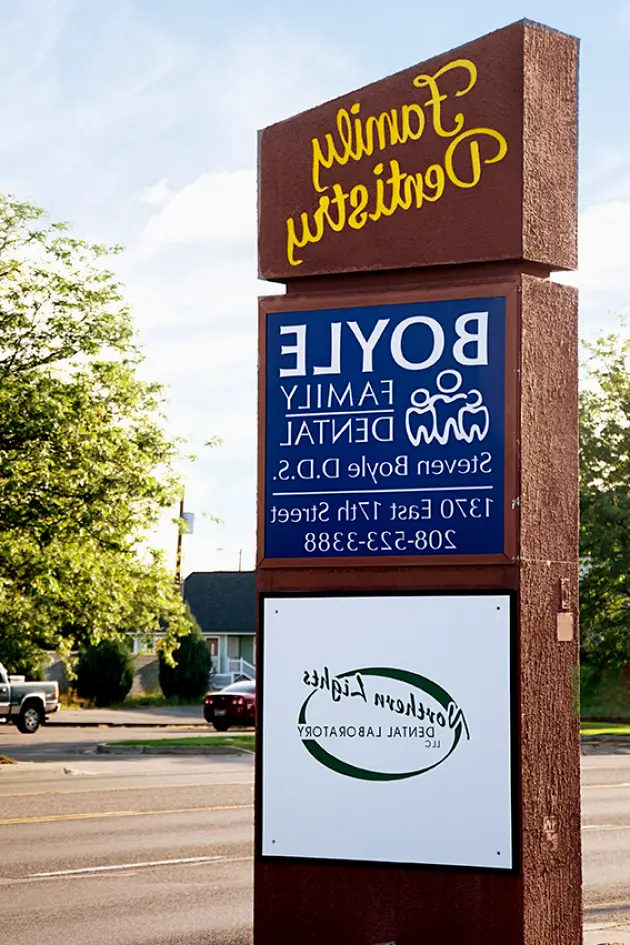 Family
Dentistry
BOYLE
FAMILY
DENTAL
Steven Boyle D.D.S.
1370 East 17th Street
208-523-3388
Northern Lights
DENTAL LABORATORY
LLC